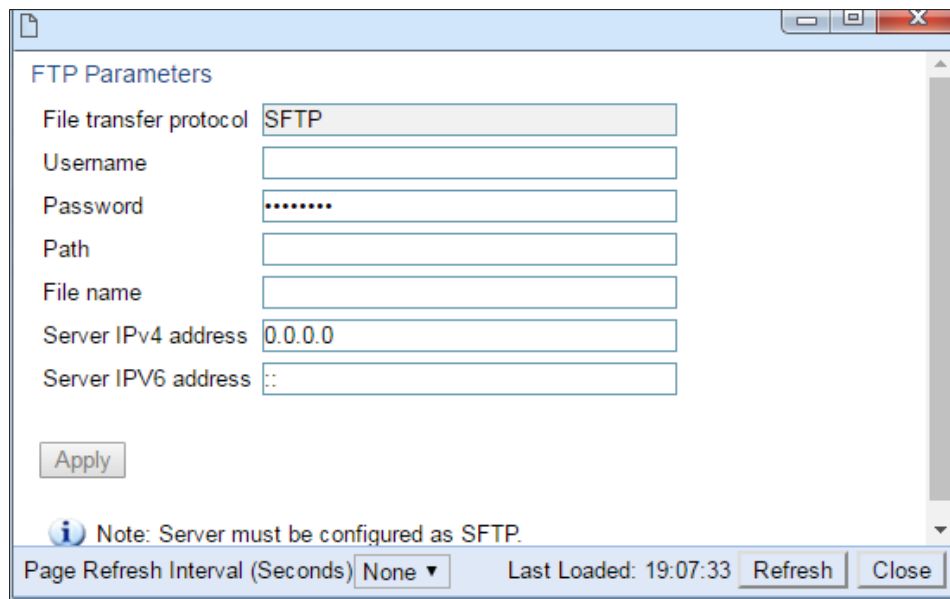 FTP Parameters
File transfer protocol SFTP
Username
Password ••••••••
Path
File name
Server IPv4 address 0.0.0.0
Server IPV6 address ::
Apply
Note: Server must be configured as SFTP.
Page Refresh Interval (Seconds) None ▼ Last Loaded: 19:07:33 Refresh Close